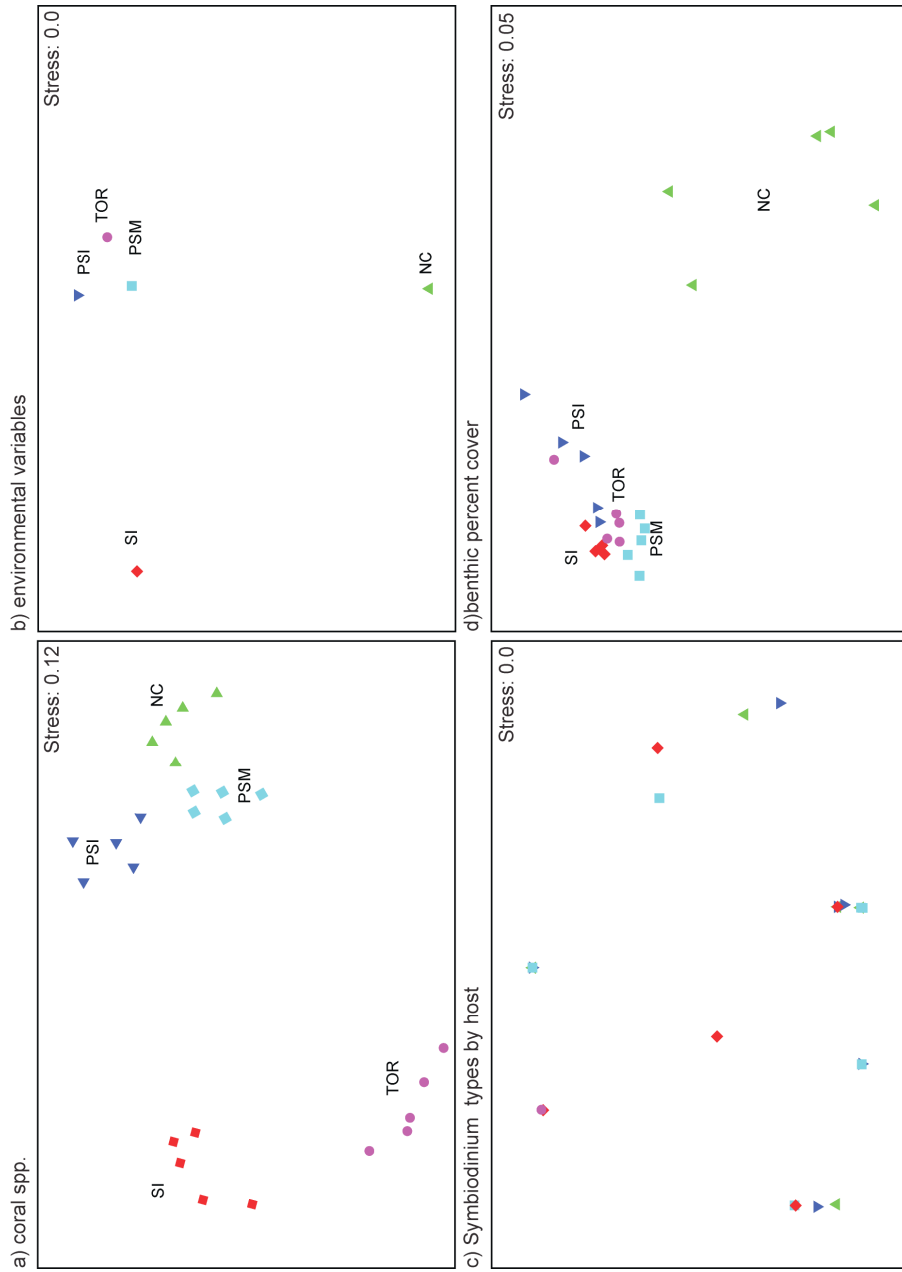 a) coral spp.
Stress: 0.12
SI
TOR
PSI
PSM
NC
b) environmental variables
Stress: 0.0
SI
PSI
TOR
PSM
NC
c) Symbiodinium types by host
Stress: 0.0
d)benthic percent cover
Stress: 0.05
SI
TOR
PSM
PSI
NC